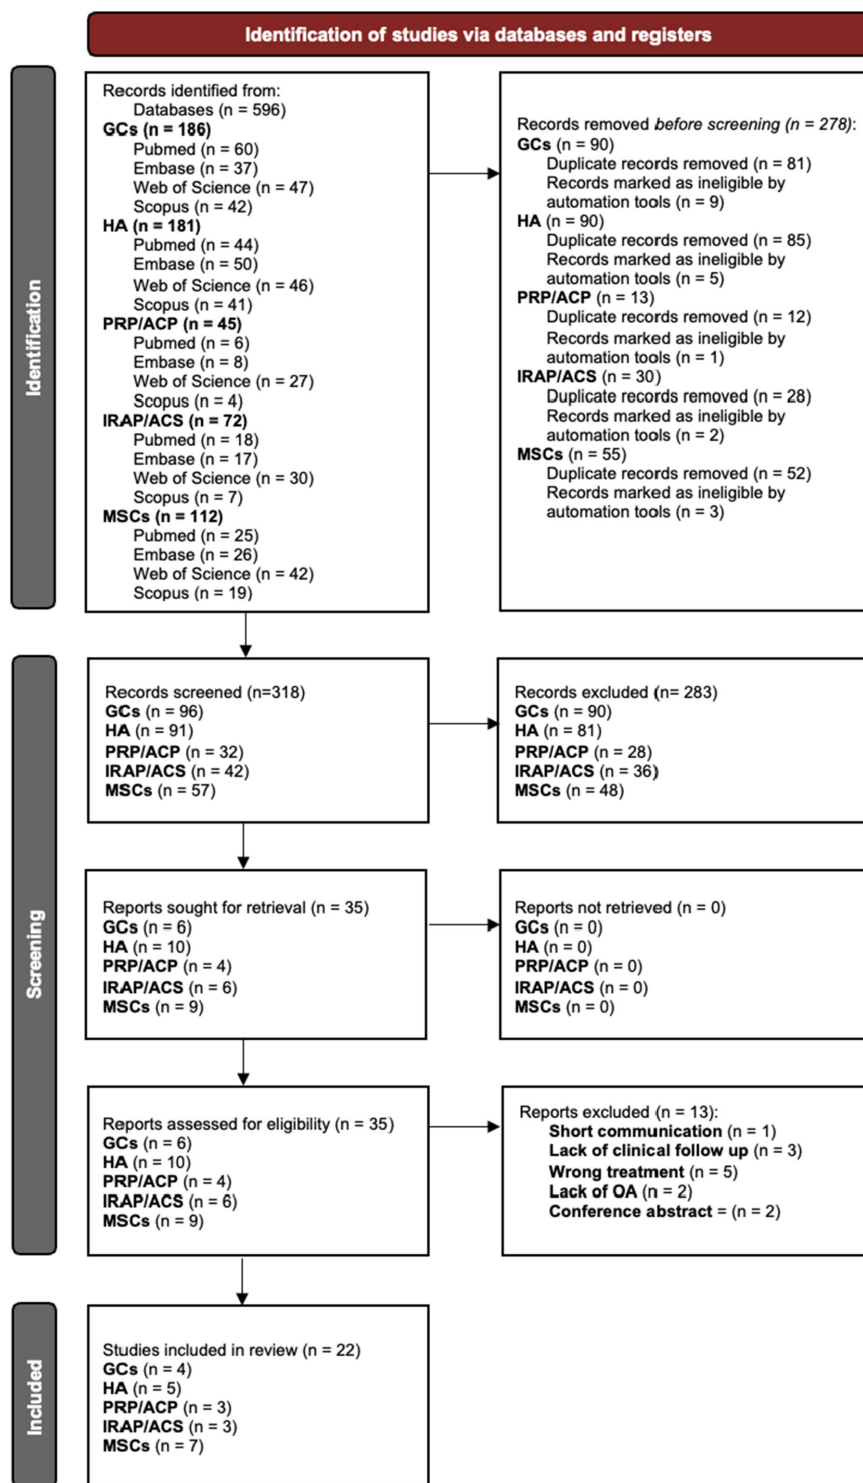 Identification of studies via databases and registers
Identification
Records identified from:
Databases (n = 596)
GCs (n = 186)
Pubmed (n = 60)
Embase (n = 37)
Web of Science (n = 47)
Scopus (n = 42)
HA (n = 181)
Pubmed (n = 44)
Embase (n = 50)
Web of Science (n = 46)
Scopus (n = 41)
PRP/ACP (n = 45)
Pubmed (n = 6)
Embase (n = 8)
Web of Science (n = 27)
Scopus (n = 4)
IRAP/ACS (n = 72)
Pubmed (n = 18)
Embase (n = 17)
Web of Science (n = 30)
Scopus (n = 7)
MSCs (n = 112)
Pubmed (n = 25)
Embase (n = 26)
Web of Science (n = 42)
Scopus (n = 19)
Records removed before screening (n = 278):
GCs (n = 90)
Duplicate records removed (n = 81)
Records marked as ineligible by
automation tools (n = 9)
HA (n = 90)
Duplicate records removed (n = 85)
Records marked as ineligible by
automation tools (n = 5)
PRP/ACP (n = 13)
Duplicate records removed (n = 12)
Records marked as ineligible by
automation tools (n = 1)
IRAP/ACS (n = 30)
Duplicate records removed (n = 28)
Records marked as ineligible by
automation tools (n = 2)
MSCs (n = 55)
Duplicate records removed (n = 52)
Records marked as ineligible by
automation tools (n = 3)
Screening
Records screened (n=318)
GCs (n = 96)
HA (n = 91)
PRP/ACP (n = 32)
IRAP/ACS (n = 42)
MSCs (n = 57)
Records excluded (n= 283)
GCs (n = 90)
HA (n = 81)
PRP/ACP (n = 28)
IRAP/ACS (n = 36)
MSCs (n = 48)
Reports sought for retrieval (n = 35)
GCs (n = 6)
HA (n = 10)
PRP/ACP (n = 4)
IRAP/ACS (n = 6)
MSCs (n = 9)
Reports not retrieved (n = 0)
GCs (n = 0)
HA (n = 0)
PRP/ACP (n = 0)
IRAP/ACS (n = 0)
MSCs (n = 0)
Reports assessed for eligibility (n = 35)
GCs (n = 6)
HA (n = 10)
PRP/ACP (n = 4)
IRAP/ACS (n = 6)
MSCs (n = 9)
Reports excluded (n = 13):
Short communication (n = 1)
Lack of clinical follow up (n = 3)
Wrong treatment (n = 5)
Lack of OA (n = 2)
Conference abstract = (n = 2)
Included
Studies included in review (n = 22)
GCs (n = 4)
HA (n = 5)
PRP/ACP (n = 3)
IRAP/ACS (n = 3)
MSCs (n = 7)